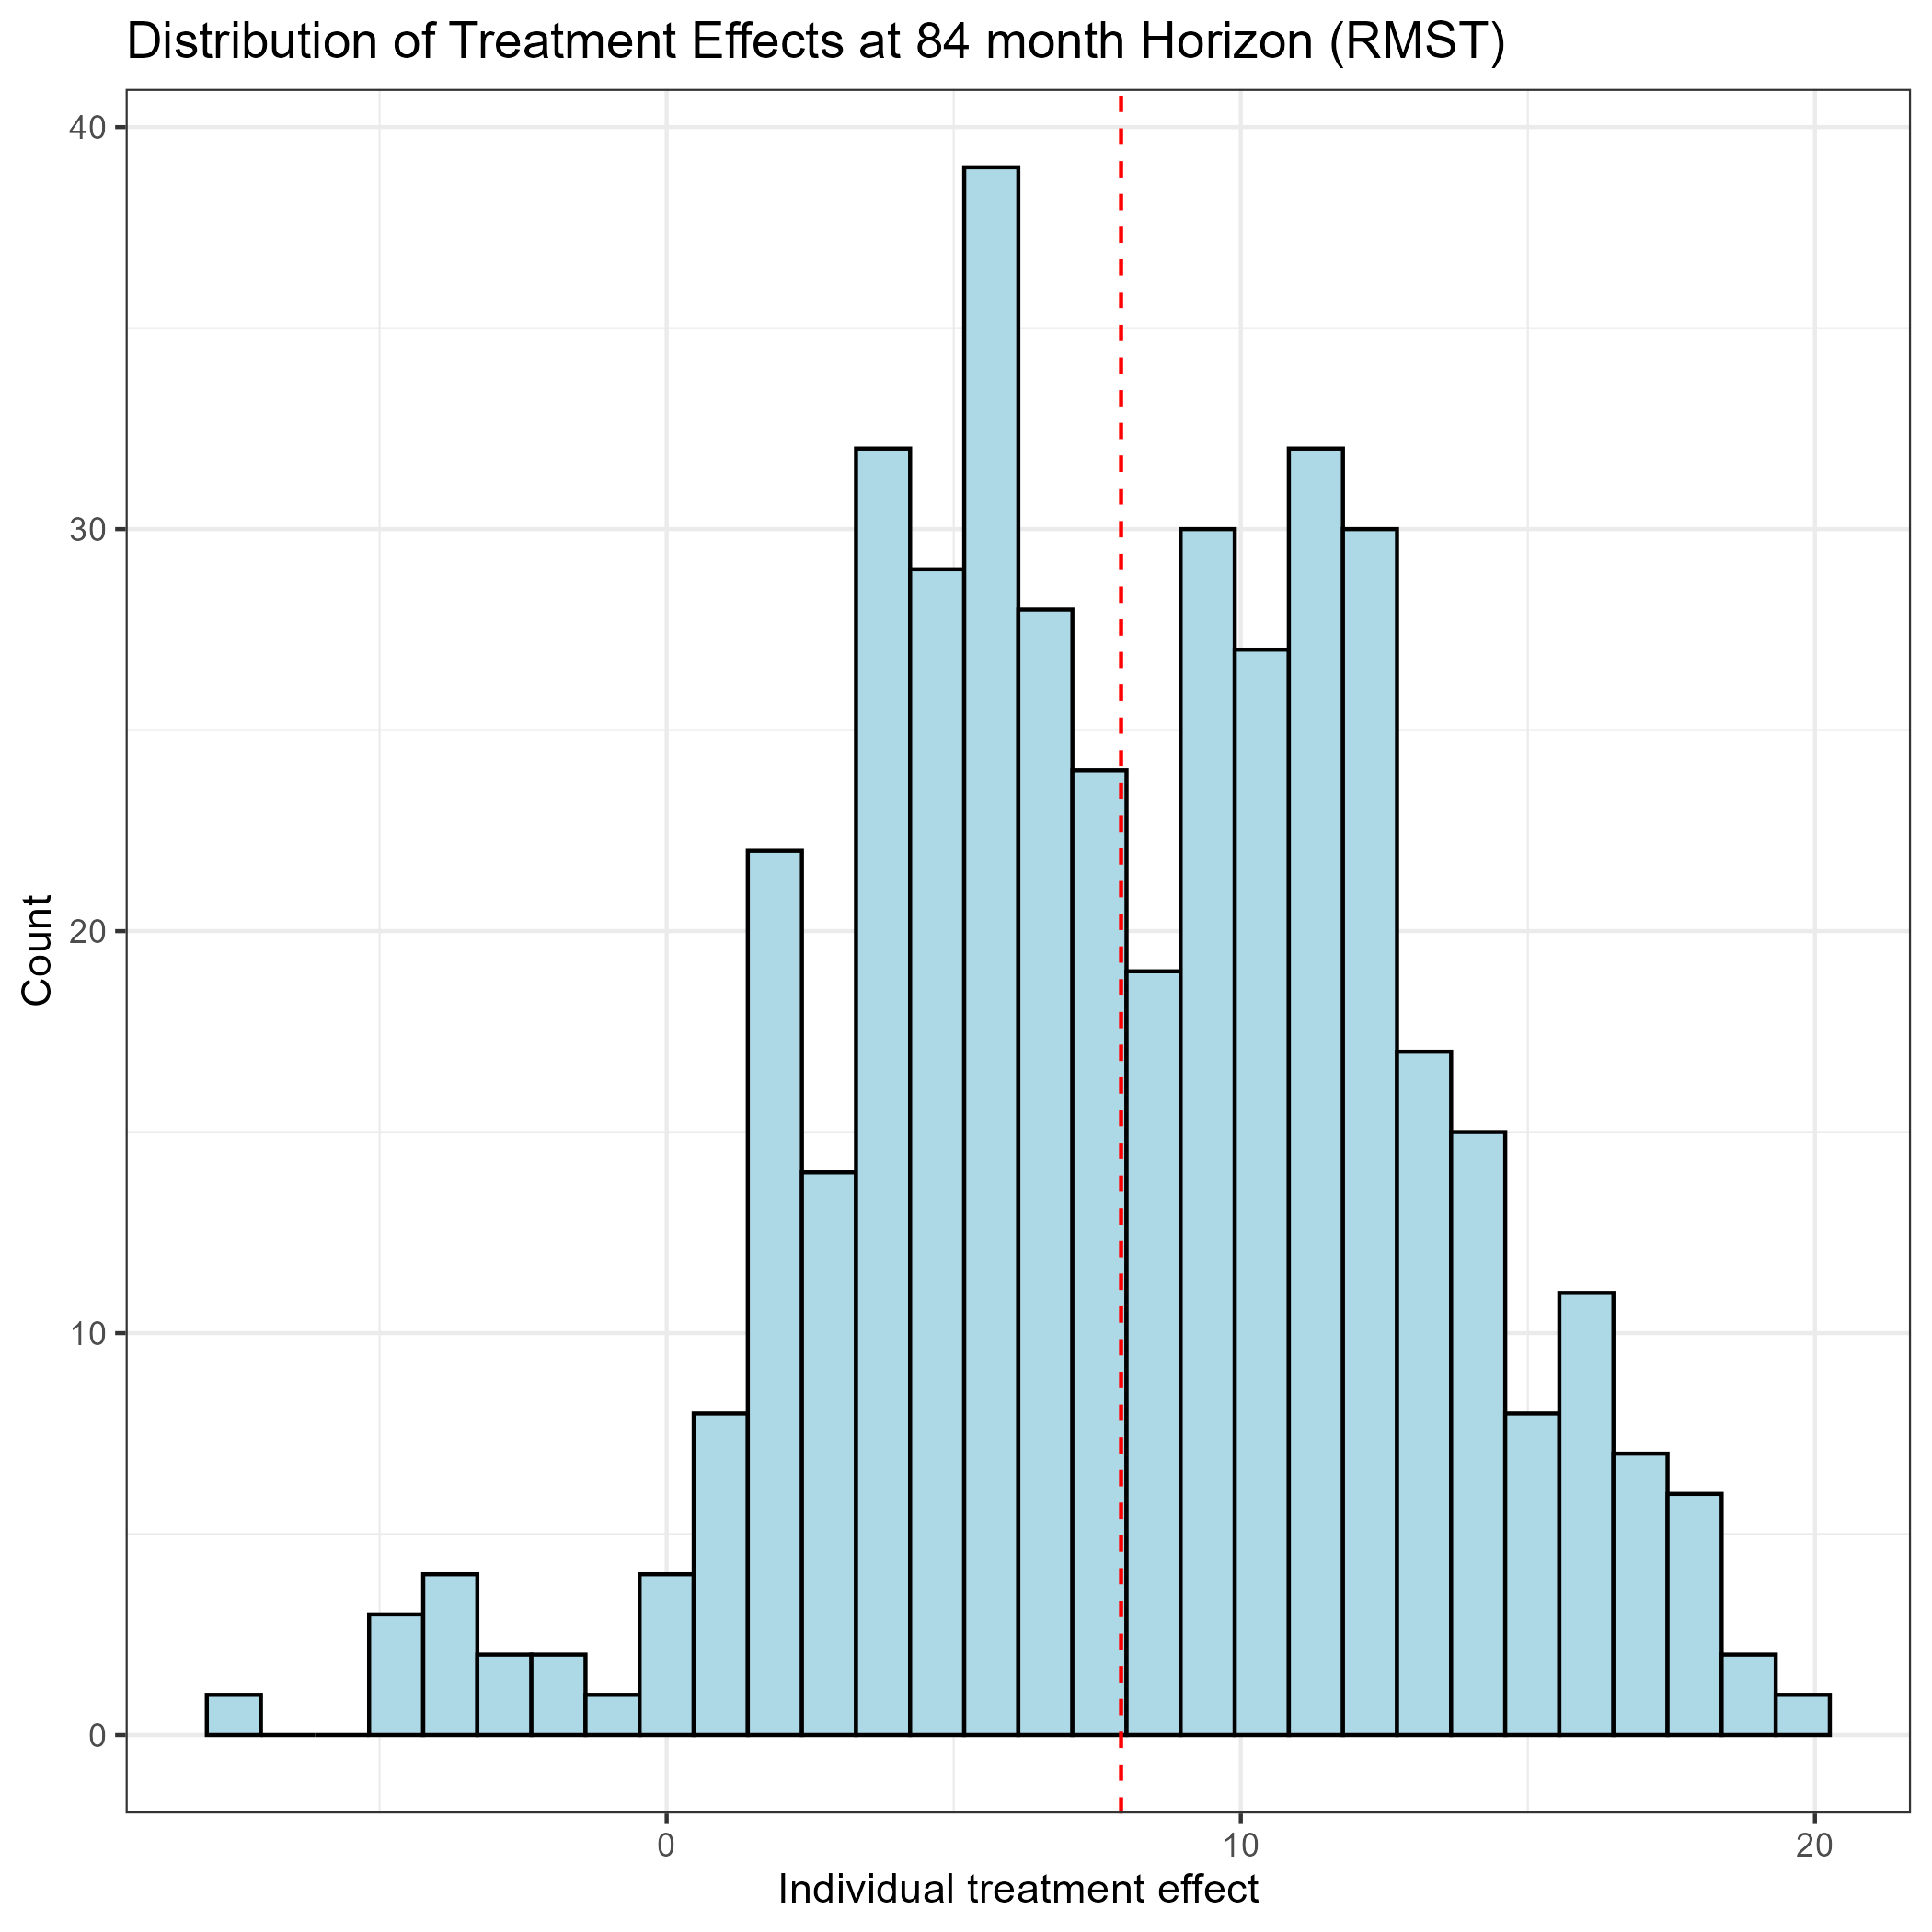 Distribution of Treatment Effects at 84 month Horizon (RMST)
40
30
20
10
0
Count
0 10 20
Individual treatment effect